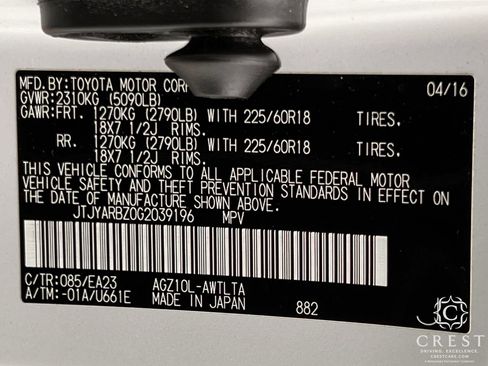 MFD.BY:TOYOTA MOTOR CORP 04/16
GVWR:2310KG (5090LB)
GAWR:FRT. 1270KG (2790LB) WITH 225/60R18 TIRES.
18X7 1/2J RIMS.
RR. 1270KG (2790LB) WITH 225/60R18 TIRES.
18X7 1/2J RIMS.
THIS VEHICLE CONFORMS TO ALL APPLICABLE FEDERAL MOTOR
VEHICLE SAFETY AND THEFT PREVENTION STANDARDS IN EFFECT ON
THE DATE OF MANUFACTURE SHOWN ABOVE.
JTJYARBZ0G2039196 MPV
C/TR:085/EA23 AGZ10L-AWTLTA
A/TM:-01A/U661E MADE IN JAPAN 882
CREST
DRIVING. EXCELLENCE.
CRESTCARS.COM